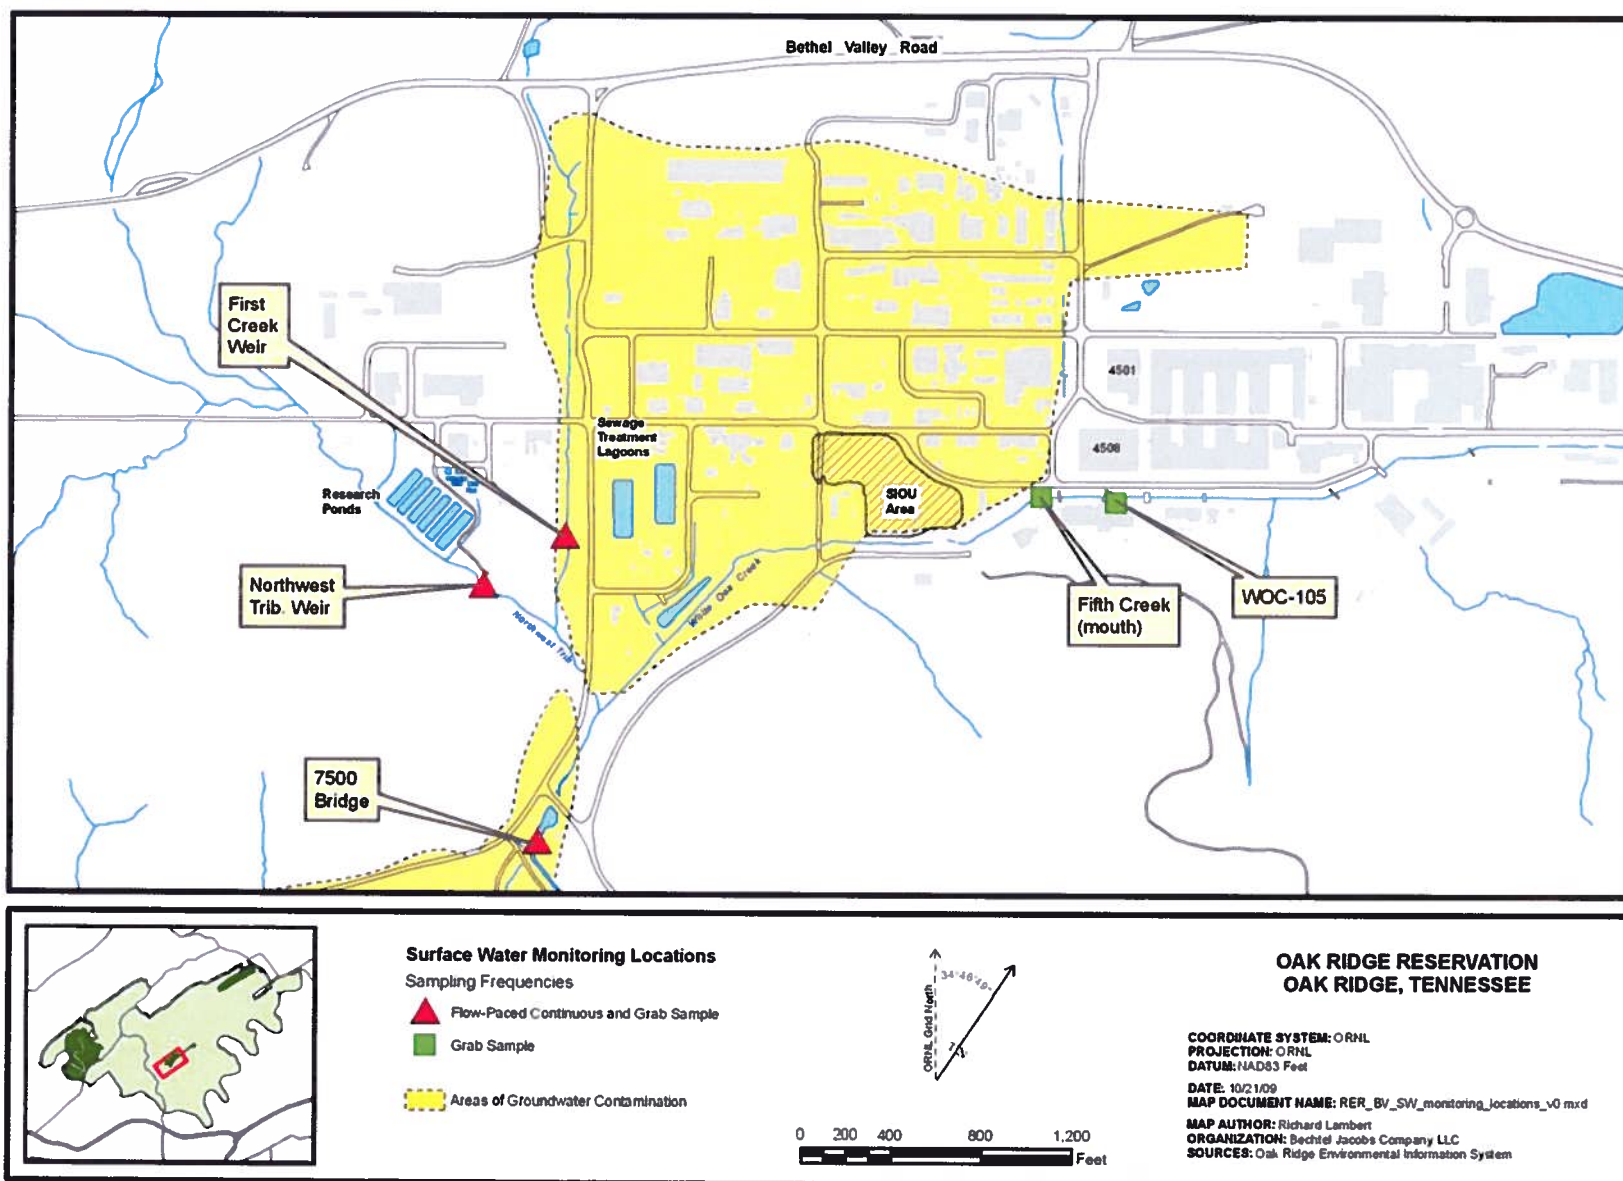 Bethel Valley Road
First
Creek
Weir
4501
Sewage
Treatment
Lagoons
4508
Research
Ponds
SIOU
Area
Northwest
Trib. Weir
Northwest Trib
White Oak Creek
Fifth Creek
(mouth)
WOC-105
7500
Bridge
Surface Water Monitoring Locations
Sampling Frequencies
Flow-Paced Continuous and Grab Sample
Grab Sample
Areas of Groundwater Contamination
ORNL Grid North
34°46'49"
0 200 400 800 1,200
Feet
OAK RIDGE RESERVATION
OAK RIDGE, TENNESSEE
COORDINATE SYSTEM: ORNL
PROJECTION: ORNL
DATUM: NAD83 Feet
DATE: 10/21/09
MAP DOCUMENT NAME: RER_BV_SW_monitoring_locations_v0.mxd
MAP AUTHOR: Richard Lambert
ORGANIZATION: Bechtel Jacobs Company LLC
SOURCES: Oak Ridge Environmental Information System